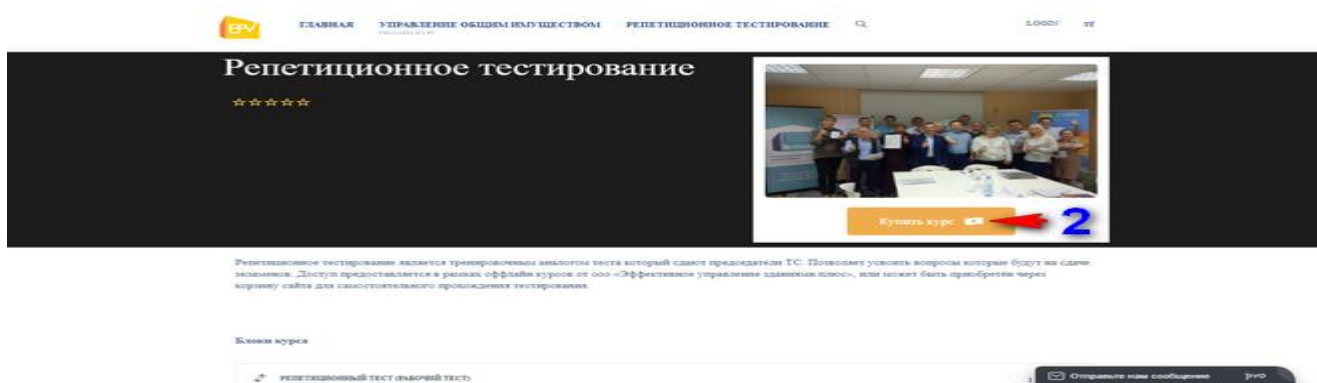 ГЛАВНАЯ УПРАВЛЕНИЕ ОБЩИМ ИМУЩЕСТВОМ РЕПЕТИЦИОННОЕ ТЕСТИРОВАНИЕ
Репетиционное тестирование
Купить курс 2
Репетиционное тестирование является тренировочным аналогом теста который сдают председатели ТС. Позволяет усвоить вопросы которые будут на сдаче
экзаменов. Доступ предоставляется в рамках оффлайн курсов от ооо «Эффективное управление зданиями плюс», или может быть приобретён через
корзину сайта для самостоятельного прохождения тестирования.
Блоки курса
РЕПЕТИЦИОННЫЙ ТЕСТ (РАБОЧИЙ ТЕСТ)
Отправьте нам сообщение jivo